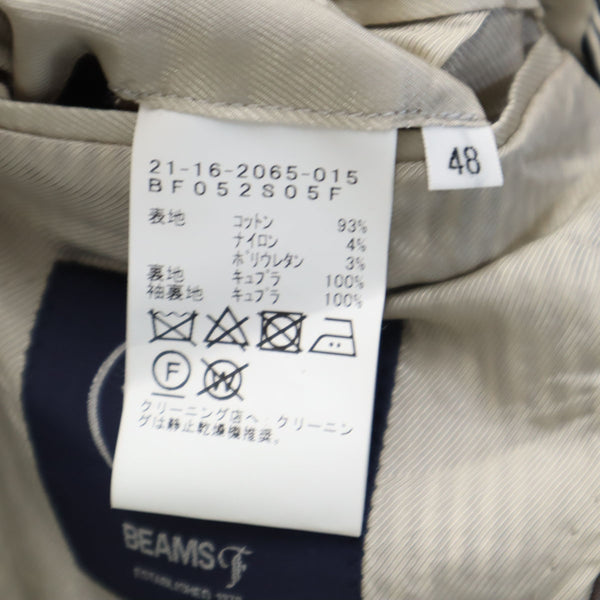 21-16-2065-015
BF052S05F
48
表地 コットン 93%
ナイロン 4%
ポリウレタン 3%
裏地 キュプラ 100%
袖裏地 キュプラ 100%
F W
クリーニング店へ・クリーニン
グは静止乾燥機推奨。
BEAMS F
ESTABLISHED 1976